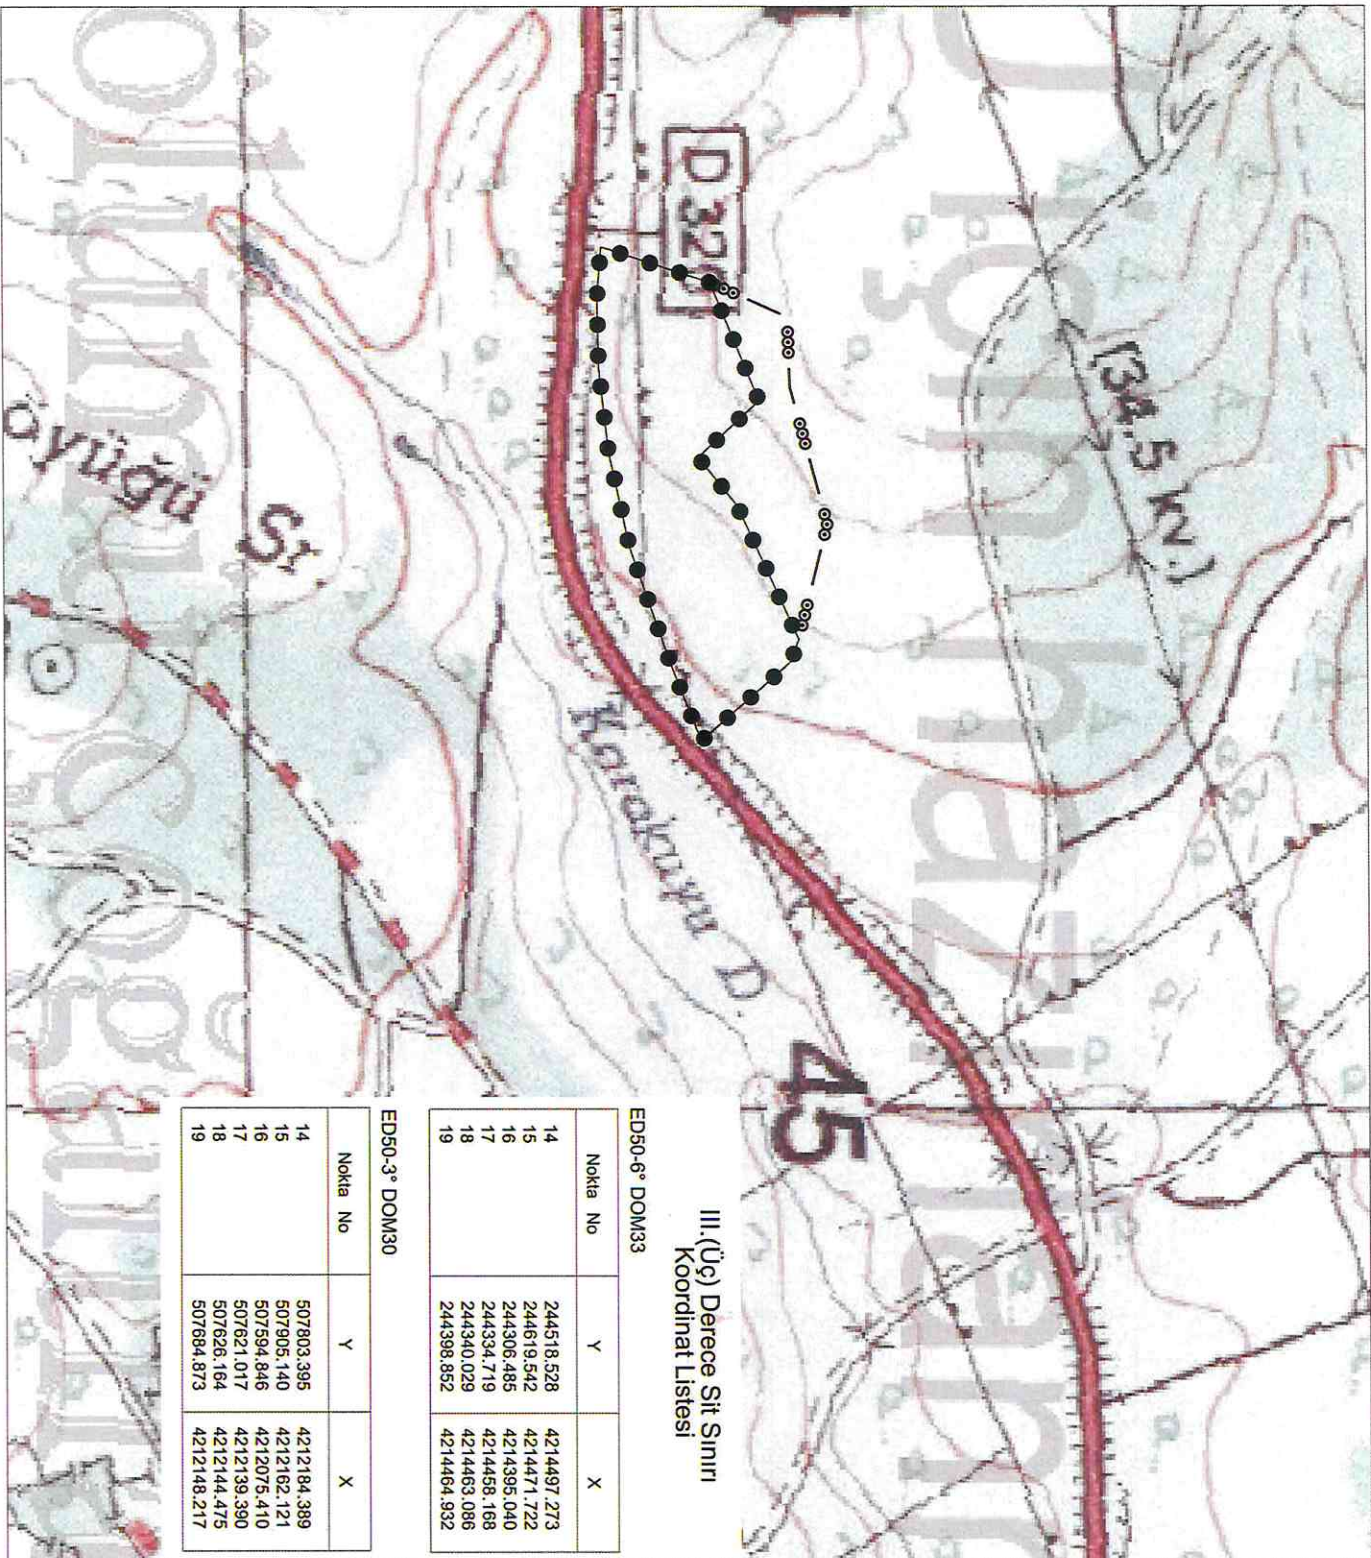 D 32
(34.5 KV.)
öyüğü Sr.
Karakuyu D.
45
III.(Üç) Derece Sit Sınırı
Koordinat Listesi
ED50-6° DOM33
Nokta No Y X
14 244518.528 4214497.273
15 244619.542 4214471.722
16 244306.485 4214395.040
17 244334.719 4214458.168
18 244340.029 4214463.086
19 244398.852 4214464.932
ED50-3° DOM30
Nokta No Y X
14 507803.395 4212184.389
15 507905.140 4212162.121
16 507594.846 4212075.410
17 507621.017 4212139.390
18 507626.164 4212144.475
19 507684.873 4212148.217